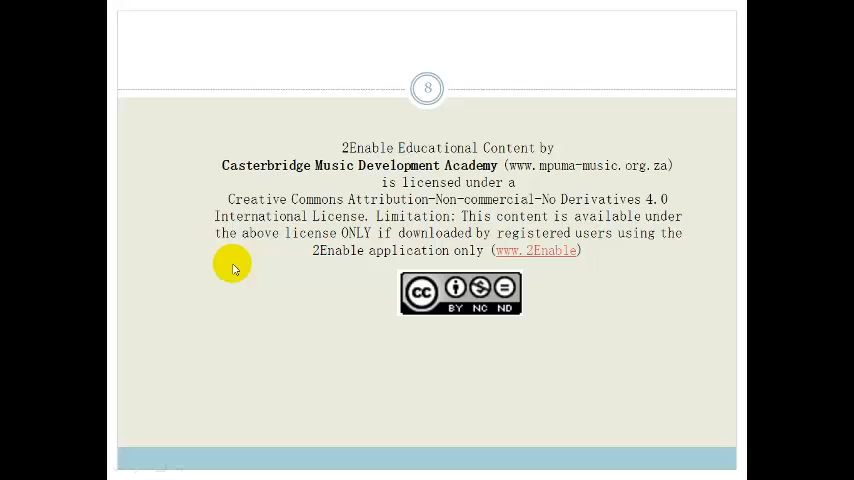 8
2Enable Educational Content by
Casterbridge Music Development Academy (www.mpuma-music.org.za)
is licensed under a
Creative Commons Attribution-Non-commercial-No Derivatives 4.0
International License. Limitation: This content is available under
the above license ONLY if downloaded by registered users using the
2Enable application only (www.2Enable)
cc
BY NC ND